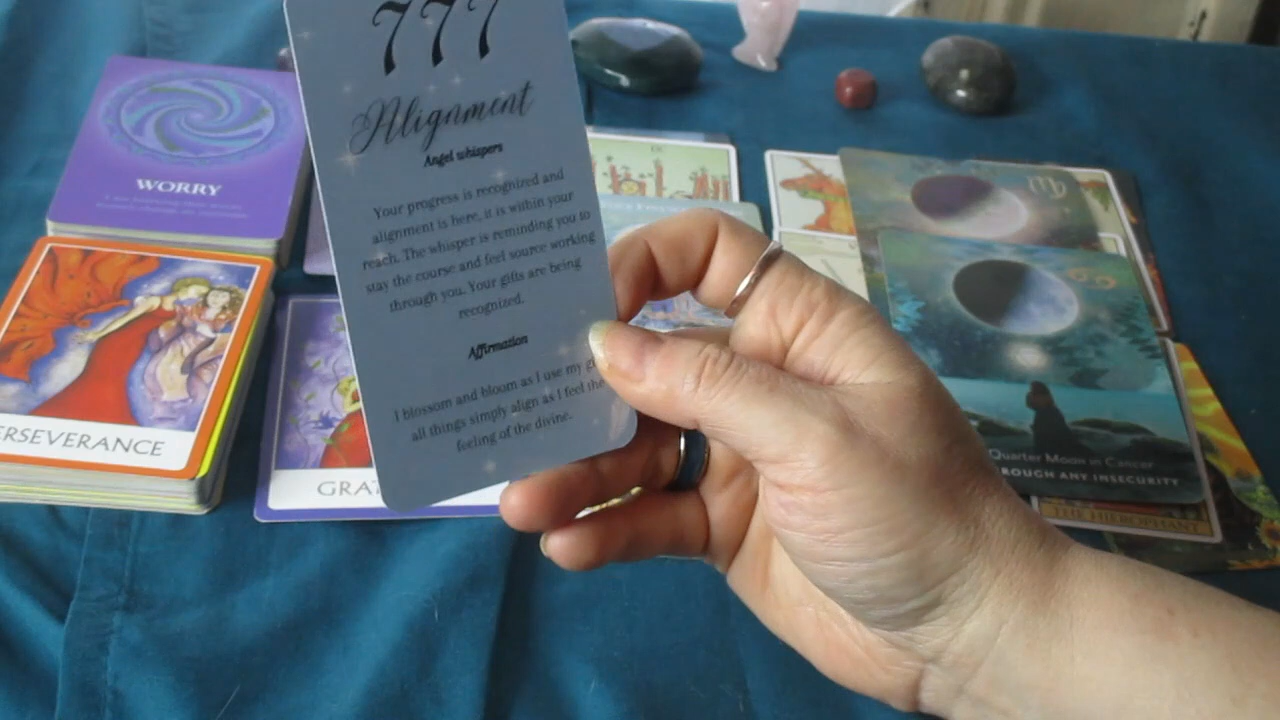 777
Alignment
Angel whispers
Your progress is recognized and
alignment is here, it is within your
reach. The whisper is reminding you to
stay the course and feel source working
through you. Your gifts are being
recognized.
Affirmation
I blossom and bloom as I use my g
all things simply align as I feel the
feeling of the divine.
WORRY
ERSEVERANCE
GRAT
Quarter Moon in Cancer
ROUGH ANY INSECURITY
THE HIEROPHANT